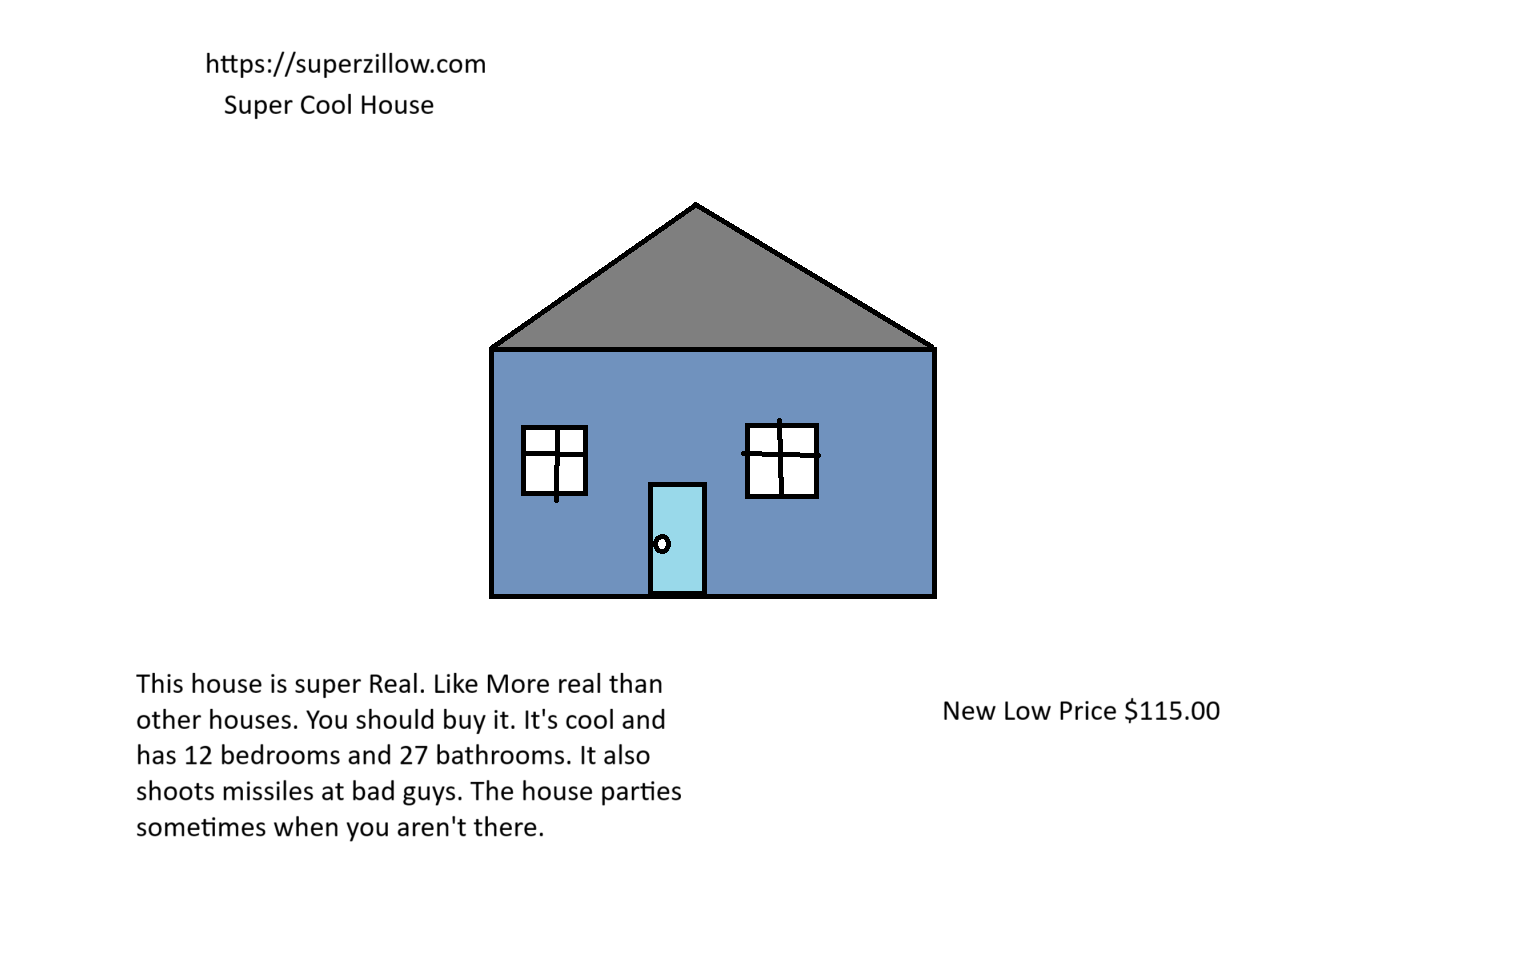 https://superzillow.com
Super Cool House
This house is super Real. Like More real than
other houses. You should buy it. It's cool and
has 12 bedrooms and 27 bathrooms. It also
shoots missiles at bad guys. The house parties
sometimes when you aren't there.
New Low Price $115.00